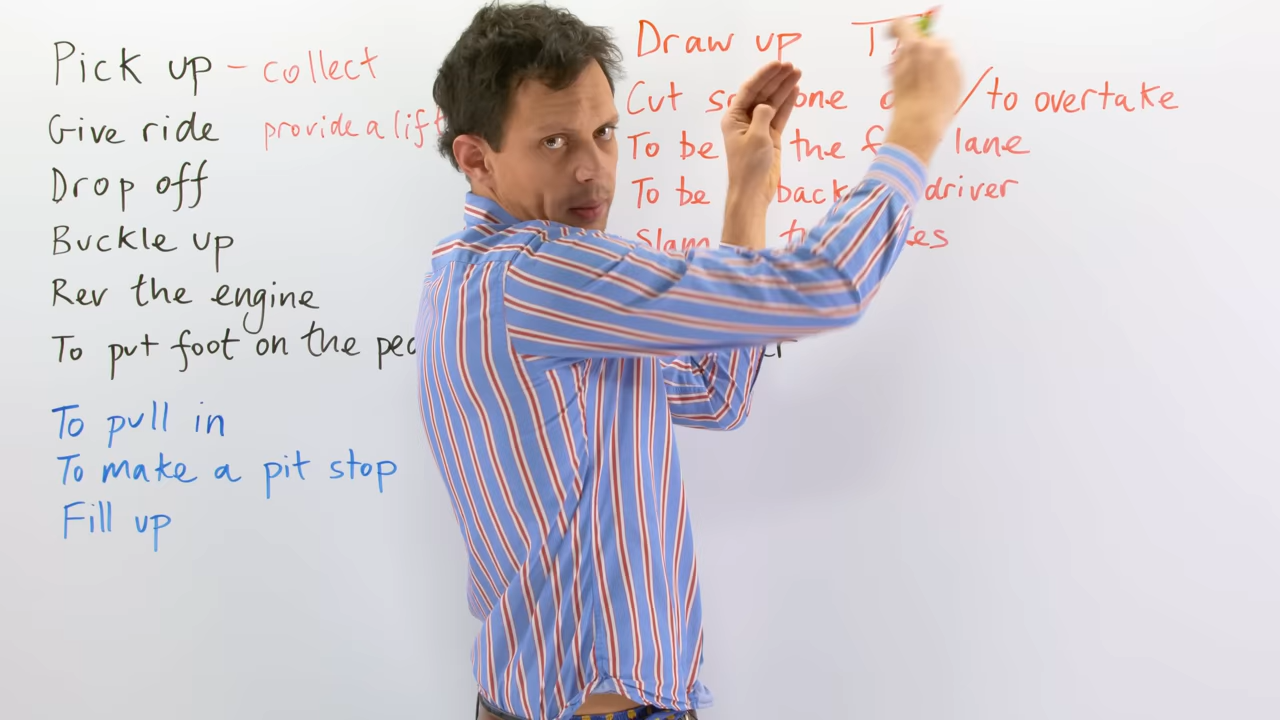 Pick up – collect
Give ride provide a lift
Drop off
Buckle up
Rev the engine
To put foot on the
To pull in
To make a pit stop
Fill up
Draw up
Cut /to overtake
To be the lane
To be back driver
Slam